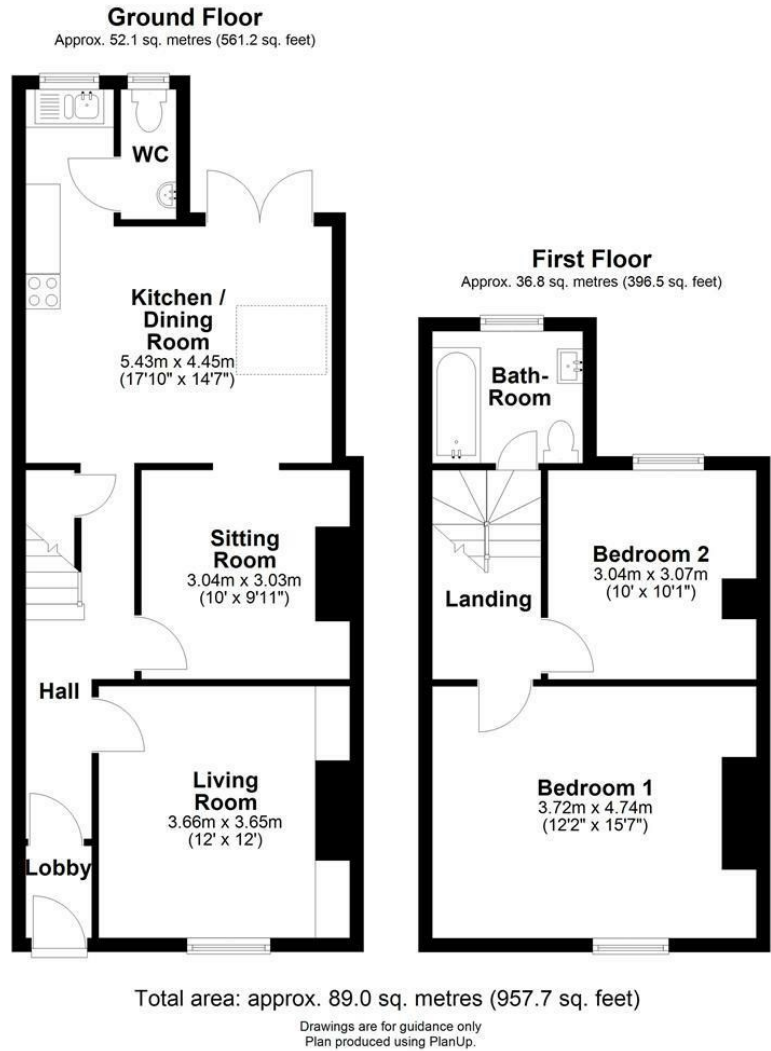 Ground Floor
Approx. 52.1 sq. metres (561.2 sq. feet)
WC
Kitchen /
Dining
Room
5.43m x 4.45m
(17'10" x 14'7")
Sitting
Room
3.04m x 3.03m
(10' x 9'11")
Hall
Living
Room
3.66m x 3.65m
(12' x 12')
Lobby
First Floor
Approx. 36.8 sq. metres (396.5 sq. feet)
Bath-
Room
Bedroom 2
3.04m x 3.07m
(10' x 10'1")
Landing
Bedroom 1
3.72m x 4.74m
(12'2" x 15'7")
Total area: approx. 89.0 sq. metres (957.7 sq. feet)
Drawings are for guidance only
Plan produced using PlanUp.